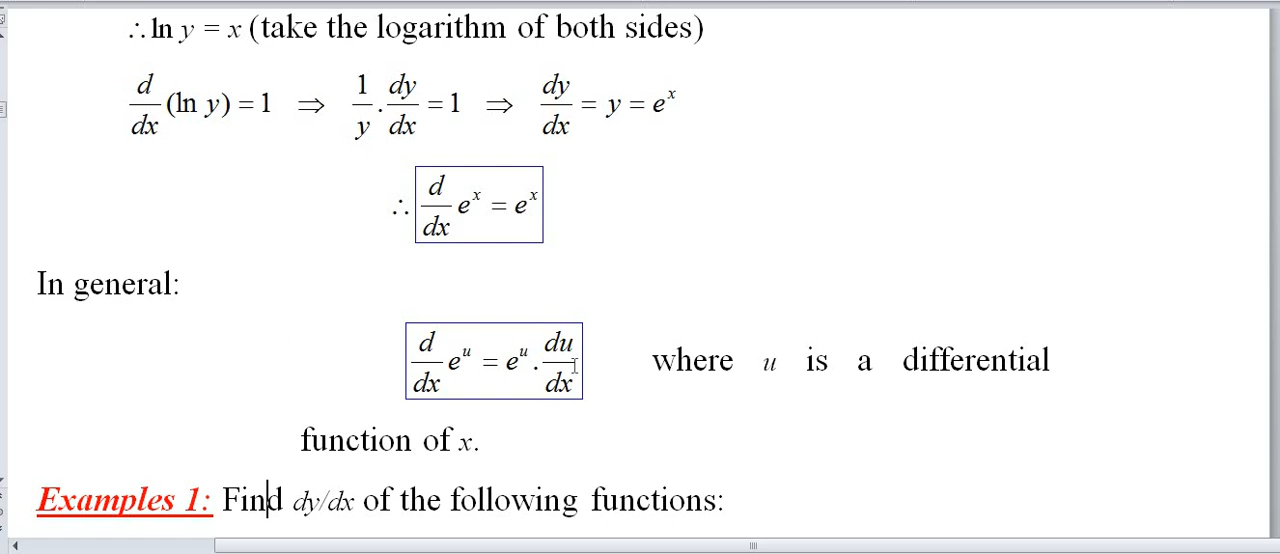 ∴ ln y = x (take the logarithm of both sides)
d/dx (ln y) = 1 ⇒ 1/y . dy/dx = 1 ⇒ dy/dx = y = e^x
∴ d/dx e^x = e^x
In general:
d/dx e^u = e^u . du/dx where u is a differential
function of x.
Examples 1: Find dy/dx of the following functions: